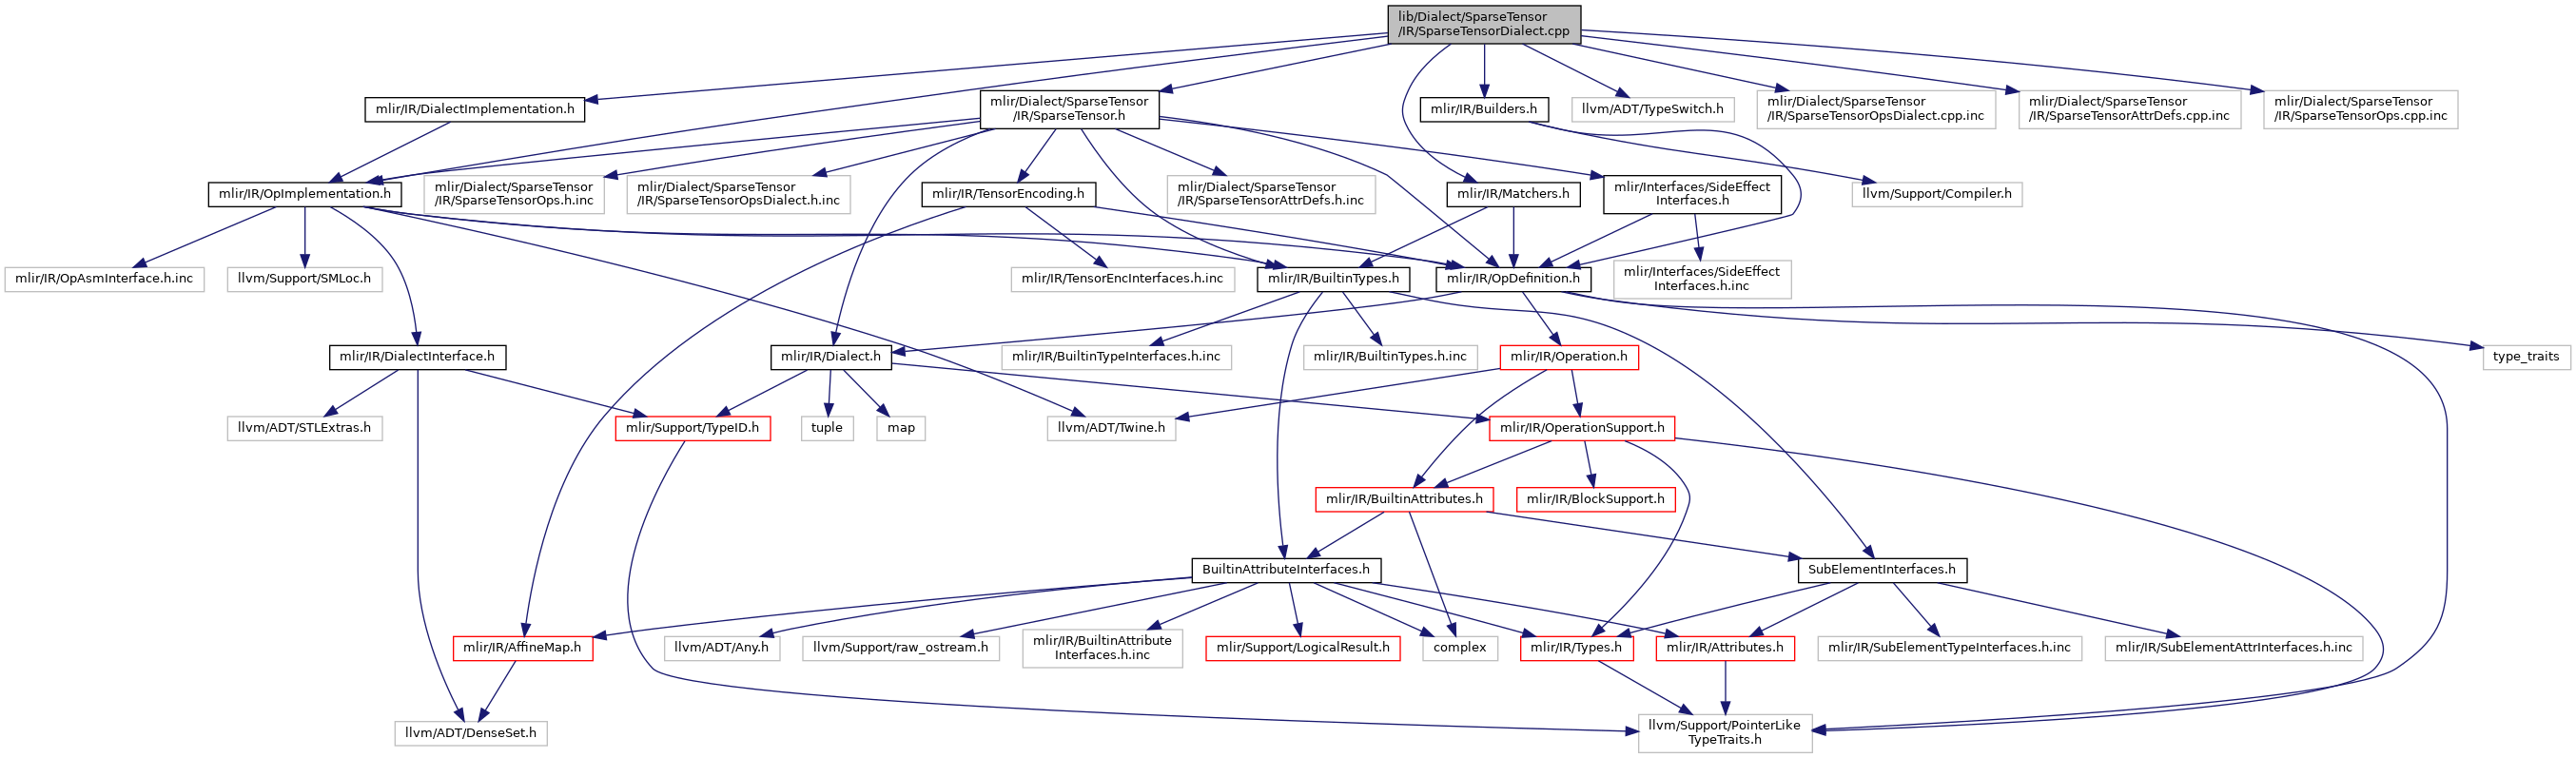 lib/Dialect/SparseTensor
/IR/SparseTensorDialect.cpp
mlir/IR/DialectImplementation.h
mlir/Dialect/SparseTensor
/IR/SparseTensor.h
mlir/IR/Builders.h
llvm/ADT/TypeSwitch.h
mlir/Dialect/SparseTensor
/IR/SparseTensorOpsDialect.cpp.inc
mlir/Dialect/SparseTensor
/IR/SparseTensorAttrDefs.cpp.inc
mlir/Dialect/SparseTensor
/IR/SparseTensorOps.cpp.inc
mlir/IR/OpImplementation.h
mlir/Dialect/SparseTensor
/IR/SparseTensorOps.h.inc
mlir/Dialect/SparseTensor
/IR/SparseTensorOpsDialect.h.inc
mlir/IR/TensorEncoding.h
mlir/Dialect/SparseTensor
/IR/SparseTensorAttrDefs.h.inc
mlir/IR/Matchers.h
mlir/Interfaces/SideEffect
Interfaces.h
llvm/Support/Compiler.h
mlir/IR/OpAsmInterface.h.inc
llvm/Support/SMLoc.h
mlir/IR/TensorEncInterfaces.h.inc
mlir/IR/BuiltinTypes.h
mlir/IR/OpDefinition.h
mlir/Interfaces/SideEffect
Interfaces.h.inc
mlir/IR/DialectInterface.h
mlir/IR/Dialect.h
mlir/IR/BuiltinTypeInterfaces.h.inc
mlir/IR/BuiltinTypes.h.inc
mlir/IR/Operation.h
type_traits
llvm/ADT/STLExtras.h
mlir/Support/TypeID.h
tuple
map
llvm/ADT/Twine.h
mlir/IR/OperationSupport.h
mlir/IR/BuiltinAttributes.h
mlir/IR/BlockSupport.h
BuiltinAttributeInterfaces.h
SubElementInterfaces.h
mlir/IR/AffineMap.h
llvm/ADT/Any.h
llvm/Support/raw_ostream.h
mlir/IR/BuiltinAttribute
Interfaces.h.inc
mlir/Support/LogicalResult.h
complex
mlir/IR/Types.h
mlir/IR/Attributes.h
mlir/IR/SubElementTypeInterfaces.h.inc
mlir/IR/SubElementAttrInterfaces.h.inc
llvm/ADT/DenseSet.h
llvm/Support/PointerLike
TypeTraits.h